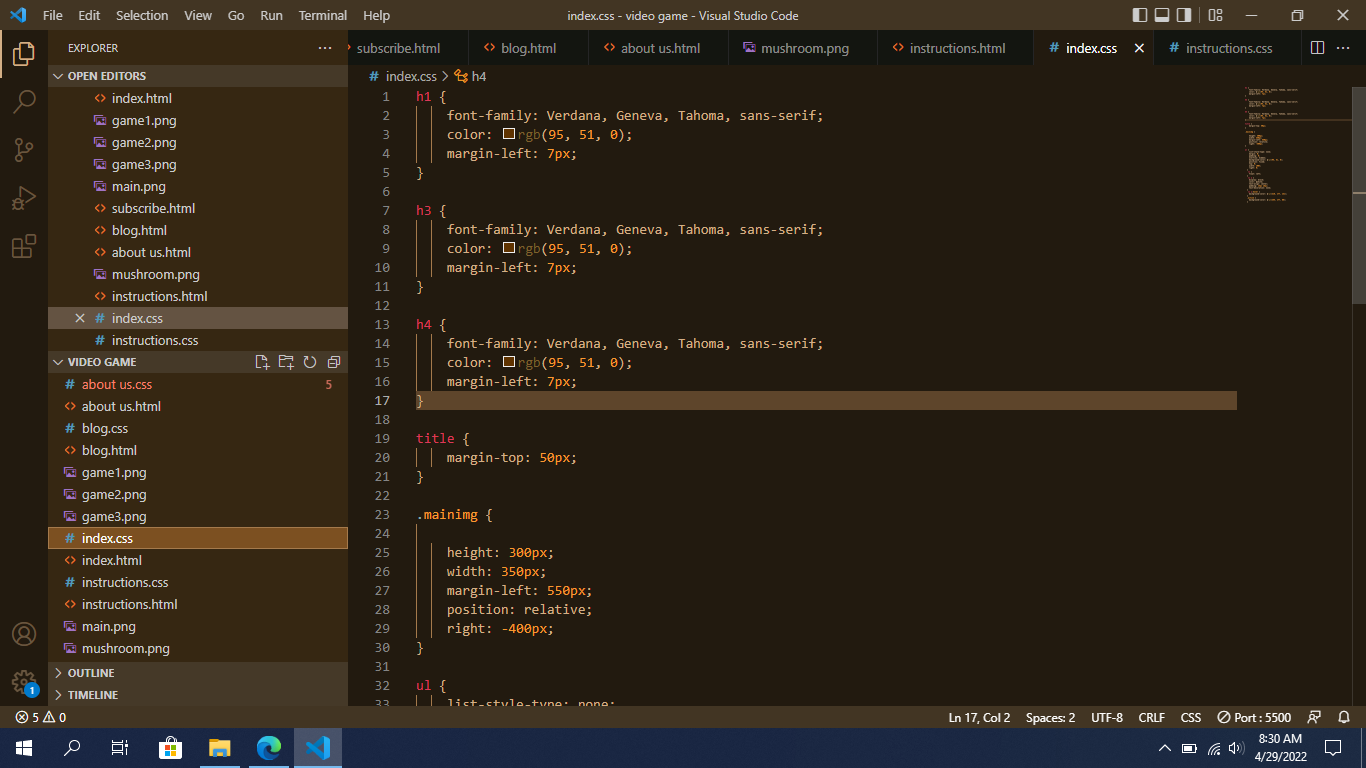 File Edit Selection View Go Run Terminal Help index.css - video game - Visual Studio Code
EXPLORER
OPEN EDITORS
index.html
game1.png
game2.png
game3.png
main.png
subscribe.html
blog.html
about us.html
mushroom.png
instructions.html
index.css
instructions.css
VIDEO GAME
about us.css 5
about us.html
blog.css
blog.html
game1.png
game2.png
game3.png
index.css
index.html
instructions.css
instructions.html
main.png
mushroom.png
OUTLINE
TIMELINE
1
subscribe.html blog.html about us.html mushroom.png instructions.html index.css instructions.css
index.css > h4
1 h1 {
2 font-family: Verdana, Geneva, Tahoma, sans-serif;
3 color: rgb(95, 51, 0);
4 margin-left: 7px;
5 }
6
7 h3 {
8 font-family: Verdana, Geneva, Tahoma, sans-serif;
9 color: rgb(95, 51, 0);
10 margin-left: 7px;
11 }
12
13 h4 {
14 font-family: Verdana, Geneva, Tahoma, sans-serif;
15 color: rgb(95, 51, 0);
16 margin-left: 7px;
17 }
18
19 title {
20 margin-top: 50px;
21 }
22
23 .mainimg {
24
25 height: 300px;
26 width: 350px;
27 margin-left: 550px;
28 position: relative;
29 right: -400px;
30 }
31
32 ul {
33 list-style-type: none;
5 0 Ln 17, Col 2 Spaces: 2 UTF-8 CRLF CSS Port : 5500
8:30 AM
4/29/2022